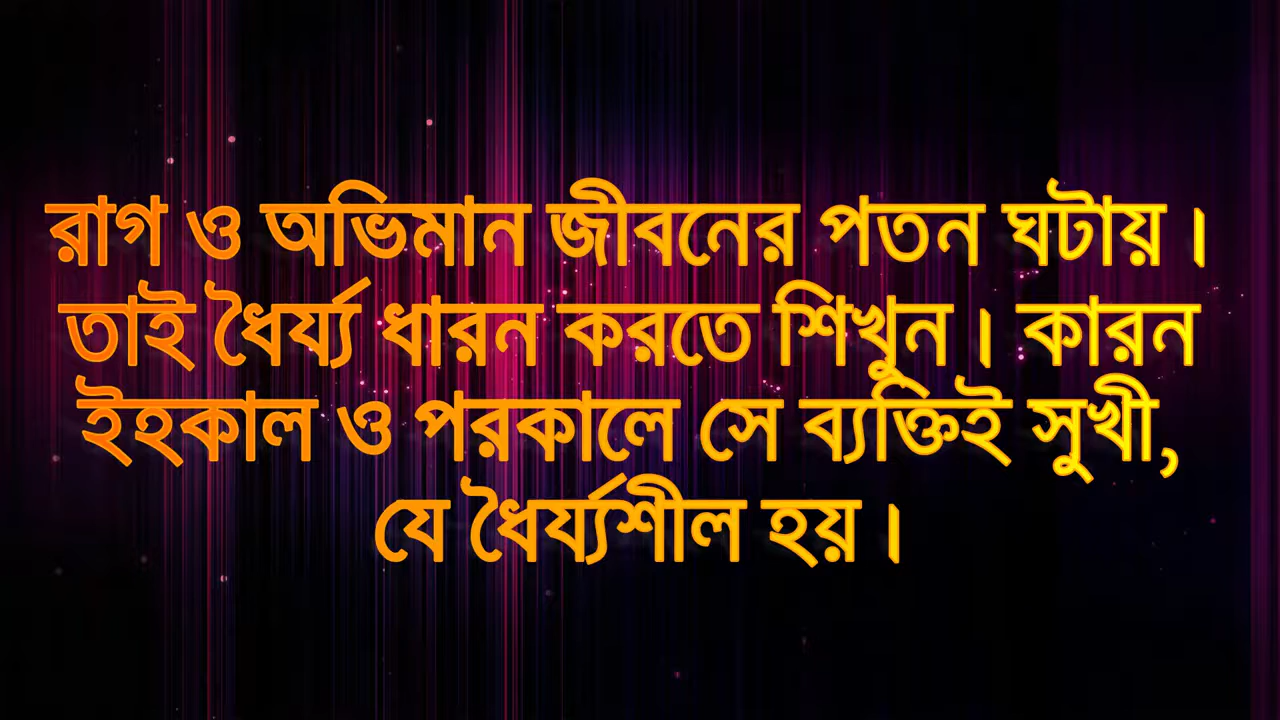 রাগ ও অভিমান জীবনের পতন ঘটায়।
তাই ধৈর্য্য ধারন করতে শিখুন। কারন
ইহকাল ও পরকালে সে ব্যক্তিই সুখী,
যে ধৈর্য্যশীল হয়।